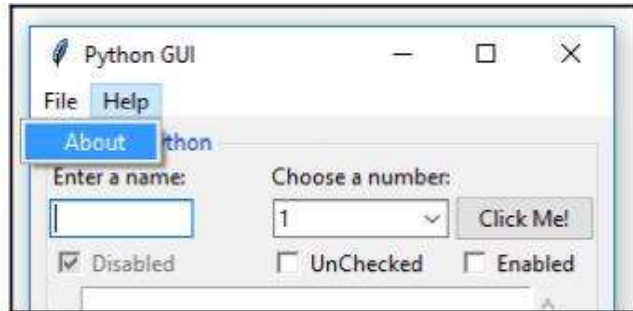 Python GUI
File Help
About thon
Enter a name: Choose a number:
1 Click Me!
Disabled UnChecked Enabled